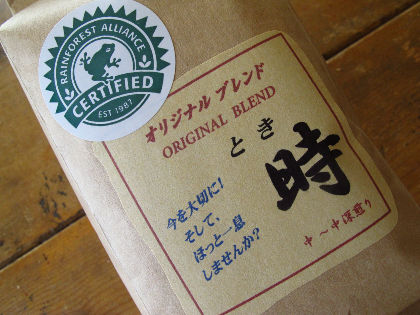 RAINFOREST ALLIANCE
CERTIFIED
EST 1987
オリジナル ブレンド
ORIGINAL BLEND
とき
時
今を大切に!
そして、
ほっと一息
しませんか?
中〜中深煎り